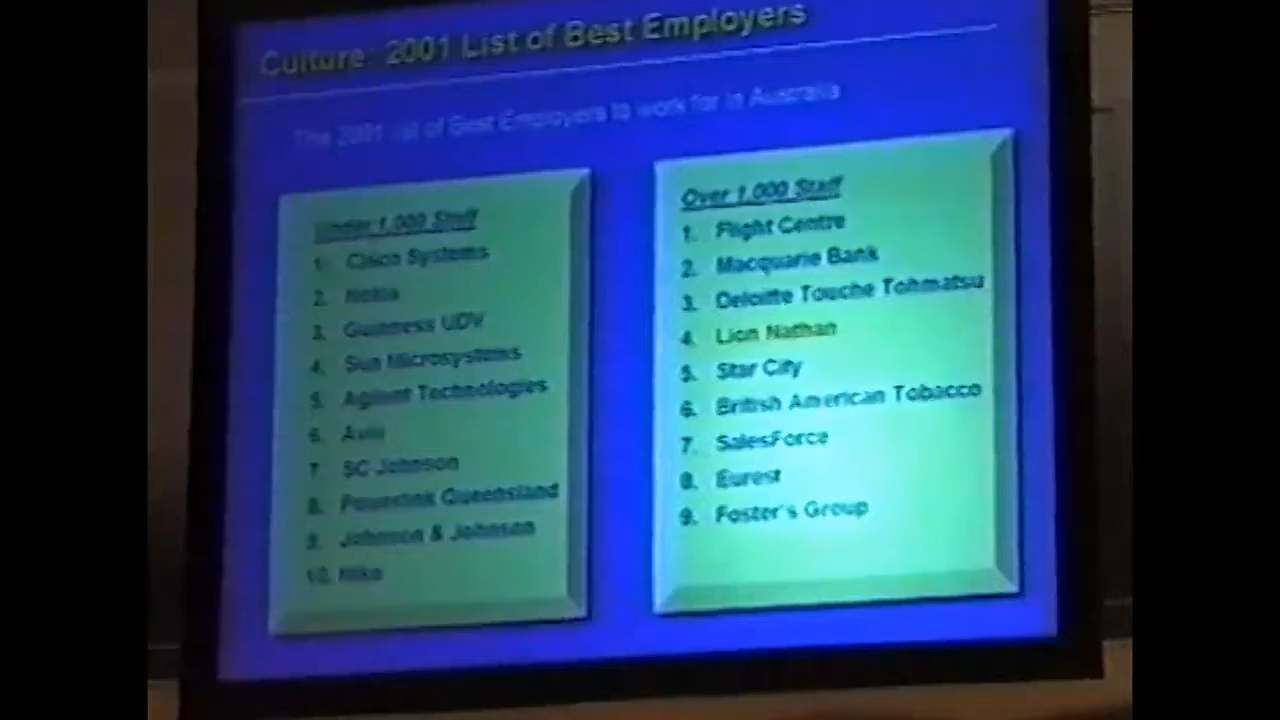 Culture: 2001 List of Best Employers
The 2001 list of Best Employers to work for in Australia
Under 1,000 Staff
1. Cisco Systems
2. Nokia
3. Guinness UDV
4. Sun Microsystems
5. Agilent Technologies
6. Avis
7. SC Johnson
8. Powerlink Queensland
9. Johnson & Johnson
10. Nike
Over 1,000 Staff
1. Flight Centre
2. Macquarie Bank
3. Deloitte Touche Tohmatsu
4. Lion Nathan
5. Star City
6. British American Tobacco
7. SalesForce
8. Eurest
9. Foster's Group